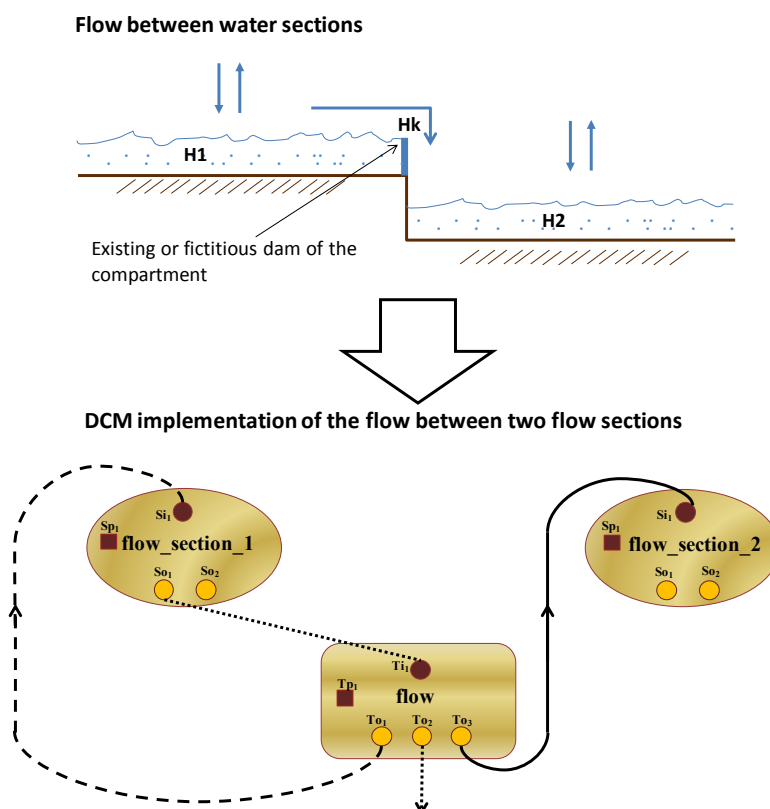 Flow between water sections
Hk
H1
H2
Existing or fictitious dam of the
compartment
DCM implementation of the flow between two flow sections
Si₁
Sp₁
flow_section_1
So₁ So₂
Si₁
Sp₁
flow_section_2
So₁ So₂
Ti₁
Tp₁
flow
To₁ To₂ To₃